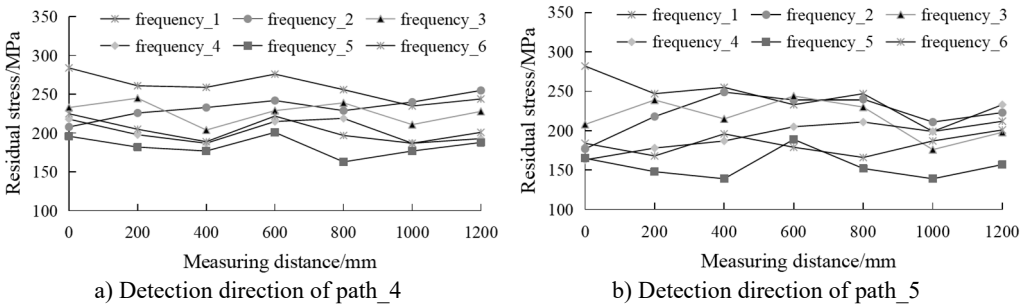 350
300
250
200
150
100
Residual stress/MPa
frequency_1 frequency_2 frequency_3
frequency_4 frequency_5 frequency_6
0 200 400 600 800 1000 1200
Measuring distance/mm
a) Detection direction of path_4
350
300
250
200
150
100
Residual stress/MPa
frequency_1 frequency_2 frequency_3
frequency_4 frequency_5 frequency_6
0 200 400 600 800 1000 1200
Measuring distance/mm
b) Detection direction of path_5